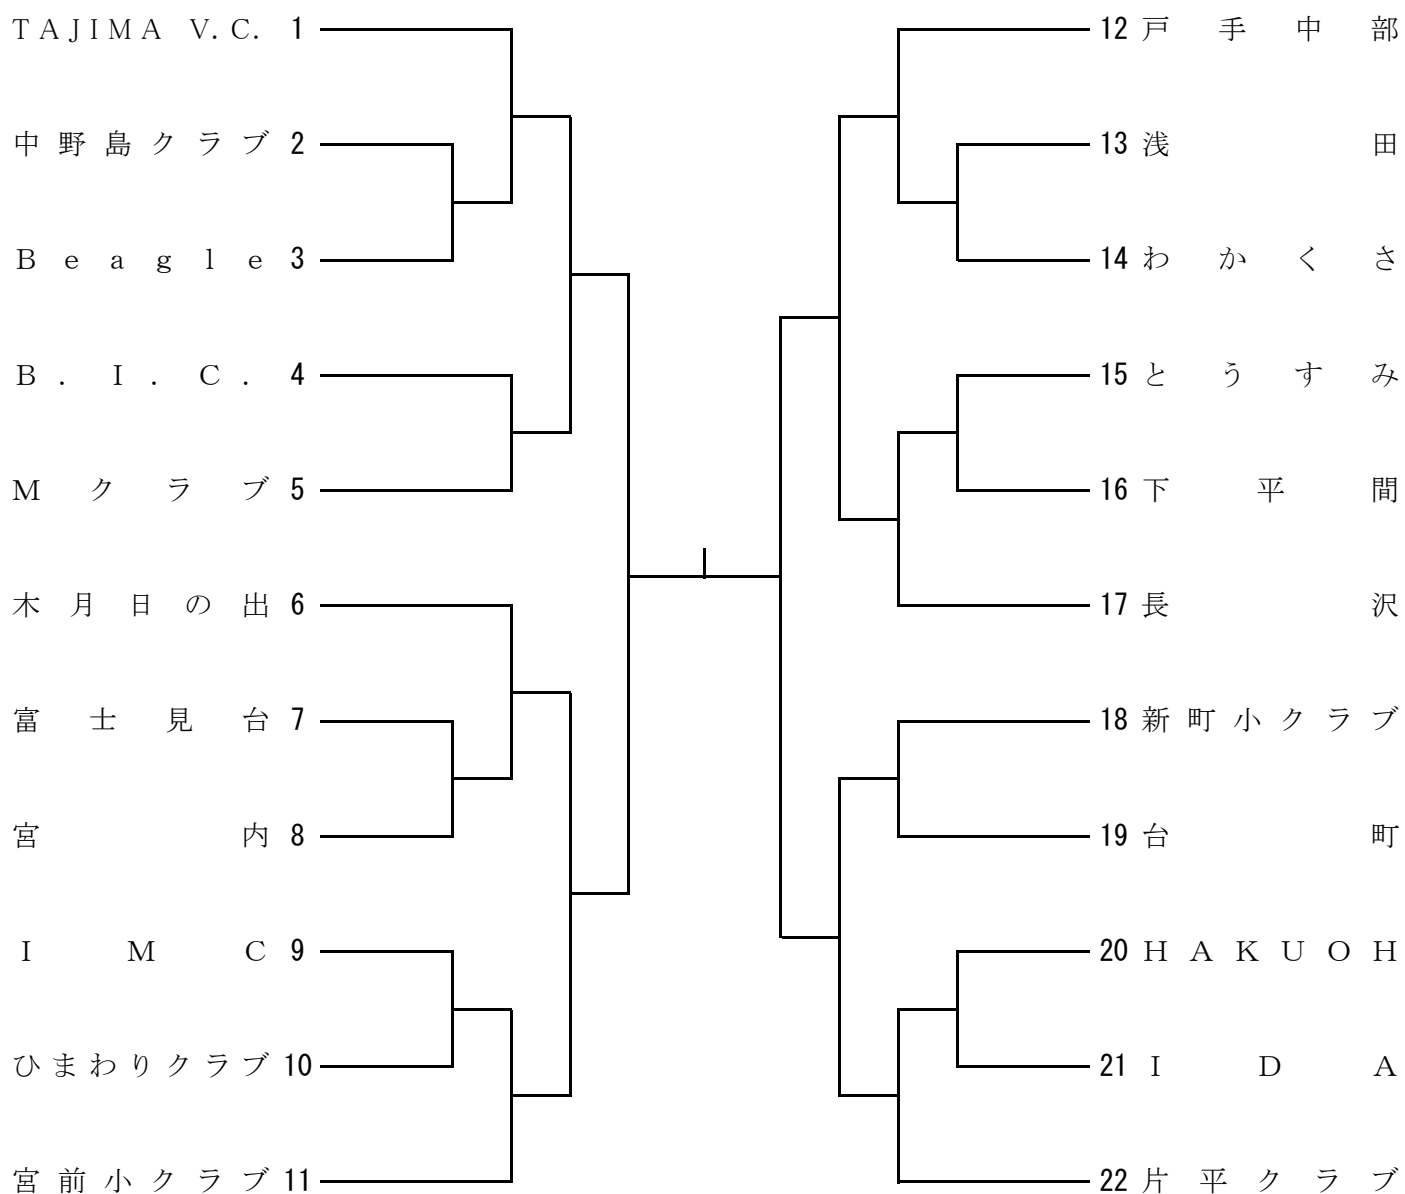 TAJIMA V.C. 1
中野島クラブ 2
Beagle 3
B.I.C. 4
Mクラブ 5
木月日の出 6
富士見台 7
宮内 8
IMC 9
ひまわりクラブ 10
宮前小クラブ 11
12 戸手中部
13 浅田
14 わかくさ
15 とうすみ
16 下平間
17 長沢
18 新町小クラブ
19 台町
20 HAKUOH
21 IDA
22 片平クラブ